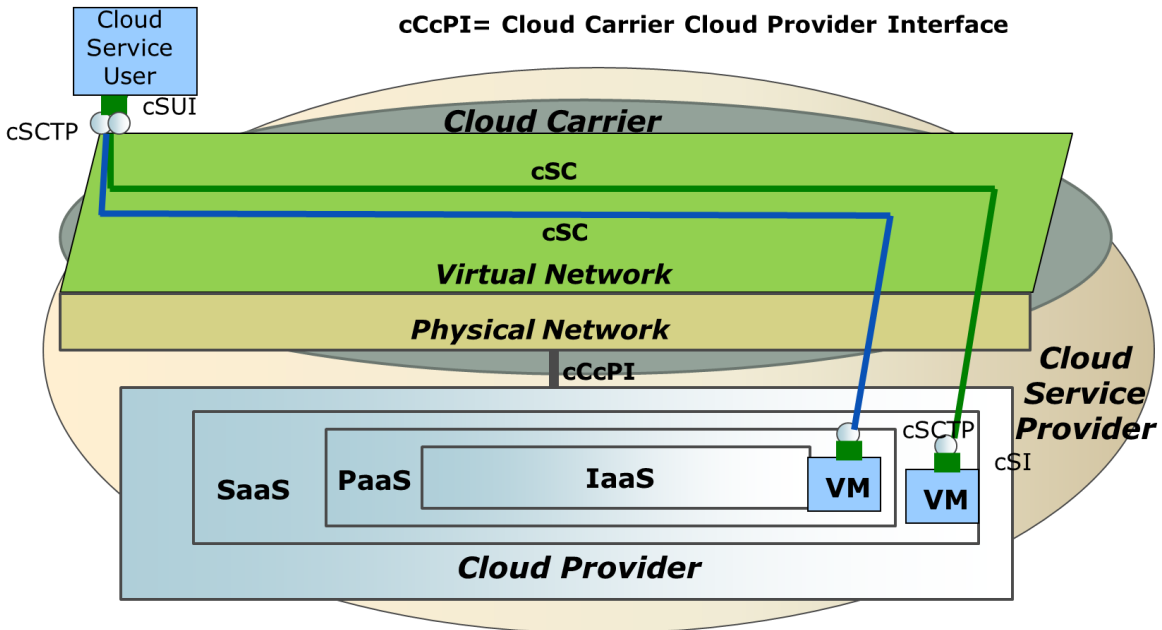 Cloud
Service
User
cCcPI= Cloud Carrier Cloud Provider Interface
cSUI
cSCTP
Cloud Carrier
cSC
cSC
Virtual Network
Physical Network
cCcPI
Cloud
Service
Provider
cSCTP
cSI
SaaS
PaaS
IaaS
VM
VM
Cloud Provider